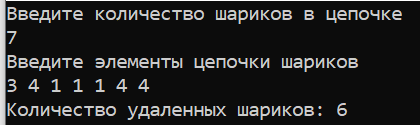 Введите количество шариков в цепочке
7
Введите элементы цепочки шариков
3 4 1 1 1 4 4
Количество удаленных шариков: 6